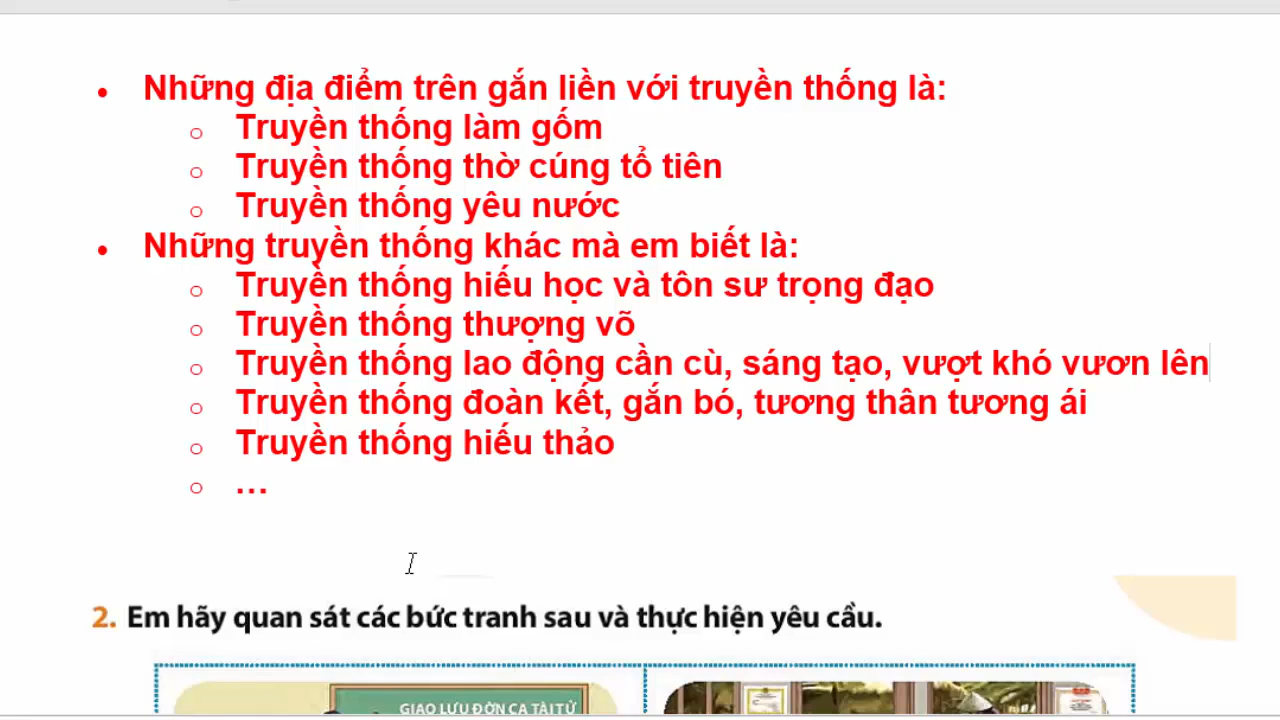 • Những địa điểm trên gắn liền với truyền thống là:
o Truyền thống làm gốm
o Truyền thống thờ cúng tổ tiên
o Truyền thống yêu nước
• Những truyền thống khác mà em biết là:
o Truyền thống hiếu học và tôn sư trọng đạo
o Truyền thống thượng võ
o Truyền thống lao động cần cù, sáng tạo, vượt khó vươn lên
o Truyền thống đoàn kết, gắn bó, tương thân tương ái
o Truyền thống hiếu thảo
o ...
2. Em hãy quan sát các bức tranh sau và thực hiện yêu cầu.
GIAO LƯU ĐỜN CA TÀI TỬ